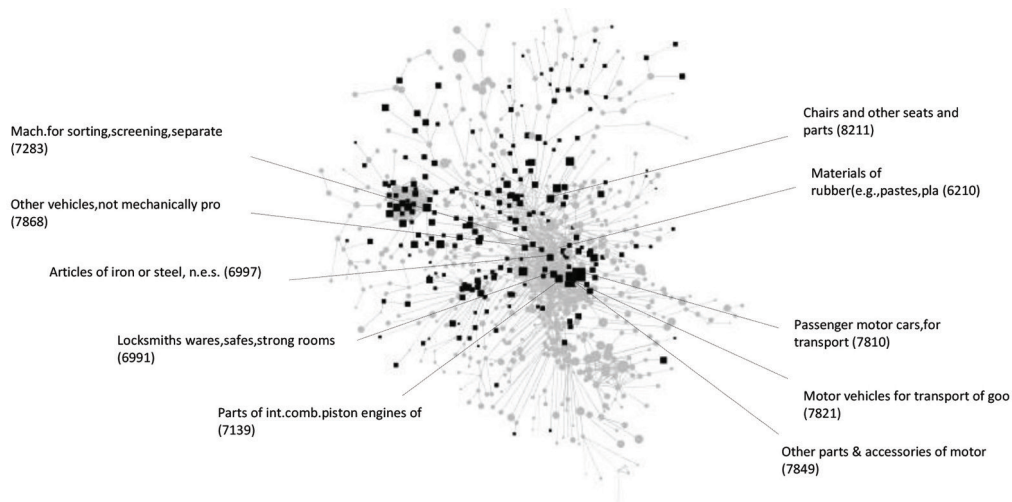 Mach.for sorting,screening,separate
(7283)
Other vehicles,not mechanically pro
(7868)
Articles of iron or steel, n.e.s. (6997)
Locksmiths wares,safes,strong rooms
(6991)
Parts of int.comb.piston engines of
(7139)
Chairs and other seats and
parts (8211)
Materials of
rubber(e.g.,pastes,pla (6210)
Passenger motor cars,for
transport (7810)
Motor vehicles for transport of goo
(7821)
Other parts & accessories of motor
(7849)